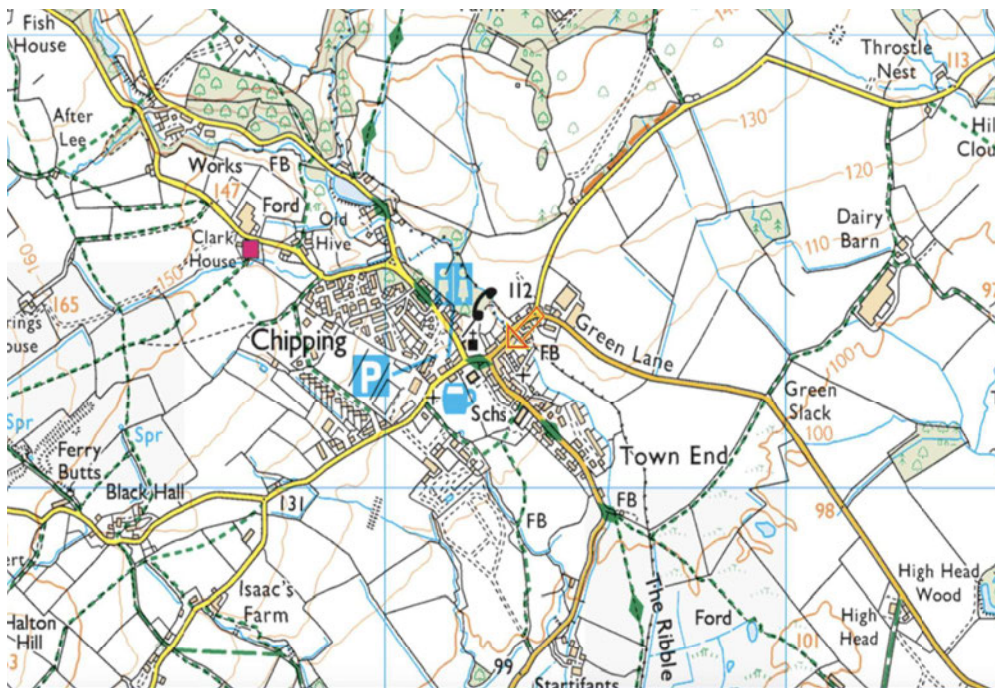 Fish
House
Throstle
Nest
113
130
After
Lee
120
Works
FB
147
Ford
Old
Hive
Clark
House
Dairy
Barn
110
160
150
165
112
Chipping
Green Lane
FB
P
100
Green
Slack
100
Schs
Spr
Spr
Ferry
Butts
Town End
Black Hall
131
FB
FB
98
Isaac's
Farm
The Ribble
Ford
High Head
Wood
High
Head
Halton
Hill
101
99
Startifants